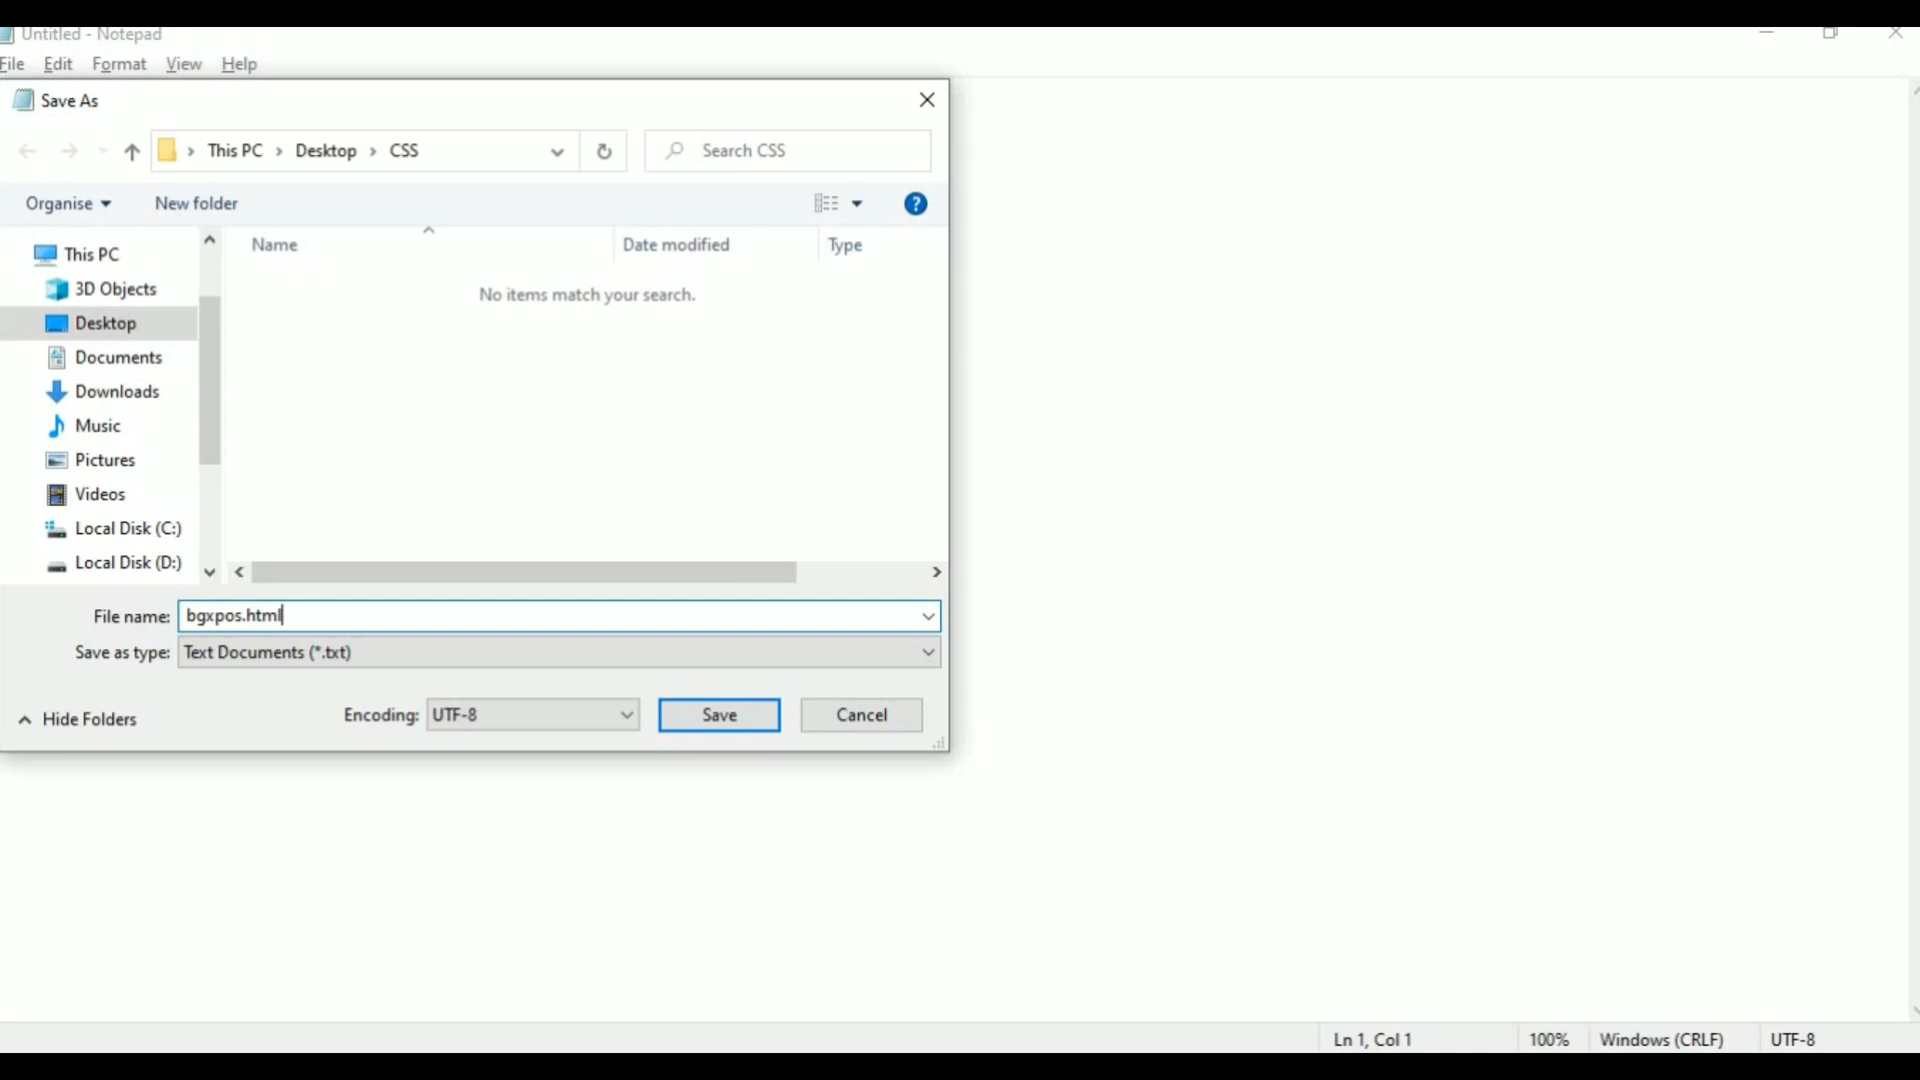 Untitled - Notepad
File Edit Format View Help
Save As
This PC > Desktop > CSS
Search CSS
Organise New folder
?
Name Date modified Type
No items match your search.
This PC
3D Objects
Desktop
Documents
Downloads
Music
Pictures
Videos
Local Disk (C:)
Local Disk (D:)
File name: bgxpos.html
Save as type: Text Documents (*.txt)
Hide Folders
Encoding: UTF-8
Save
Cancel
Ln 1, Col 1 100% Windows (CRLF) UTF-8